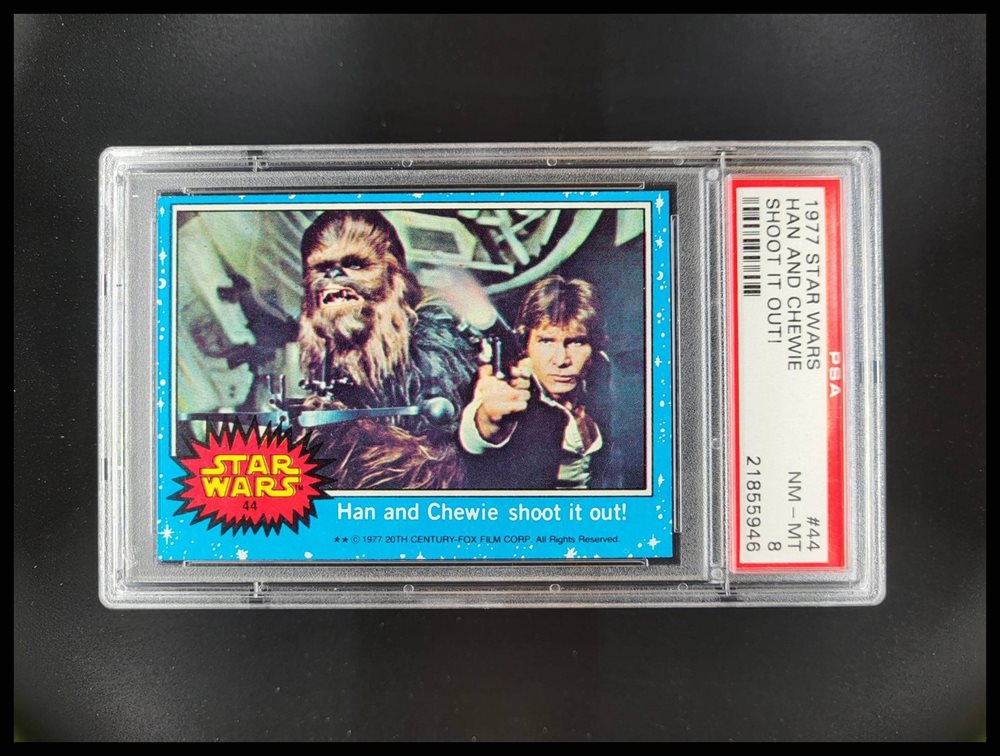 STAR
WARS™
44
Han and Chewie shoot it out!
★★ © 1977 20TH CENTURY-FOX FILM CORP. All Rights Reserved.
1977 STAR WARS #44
HAN AND CHEWIE NM – MT
SHOOT IT OUT! 8
21855946
PSA